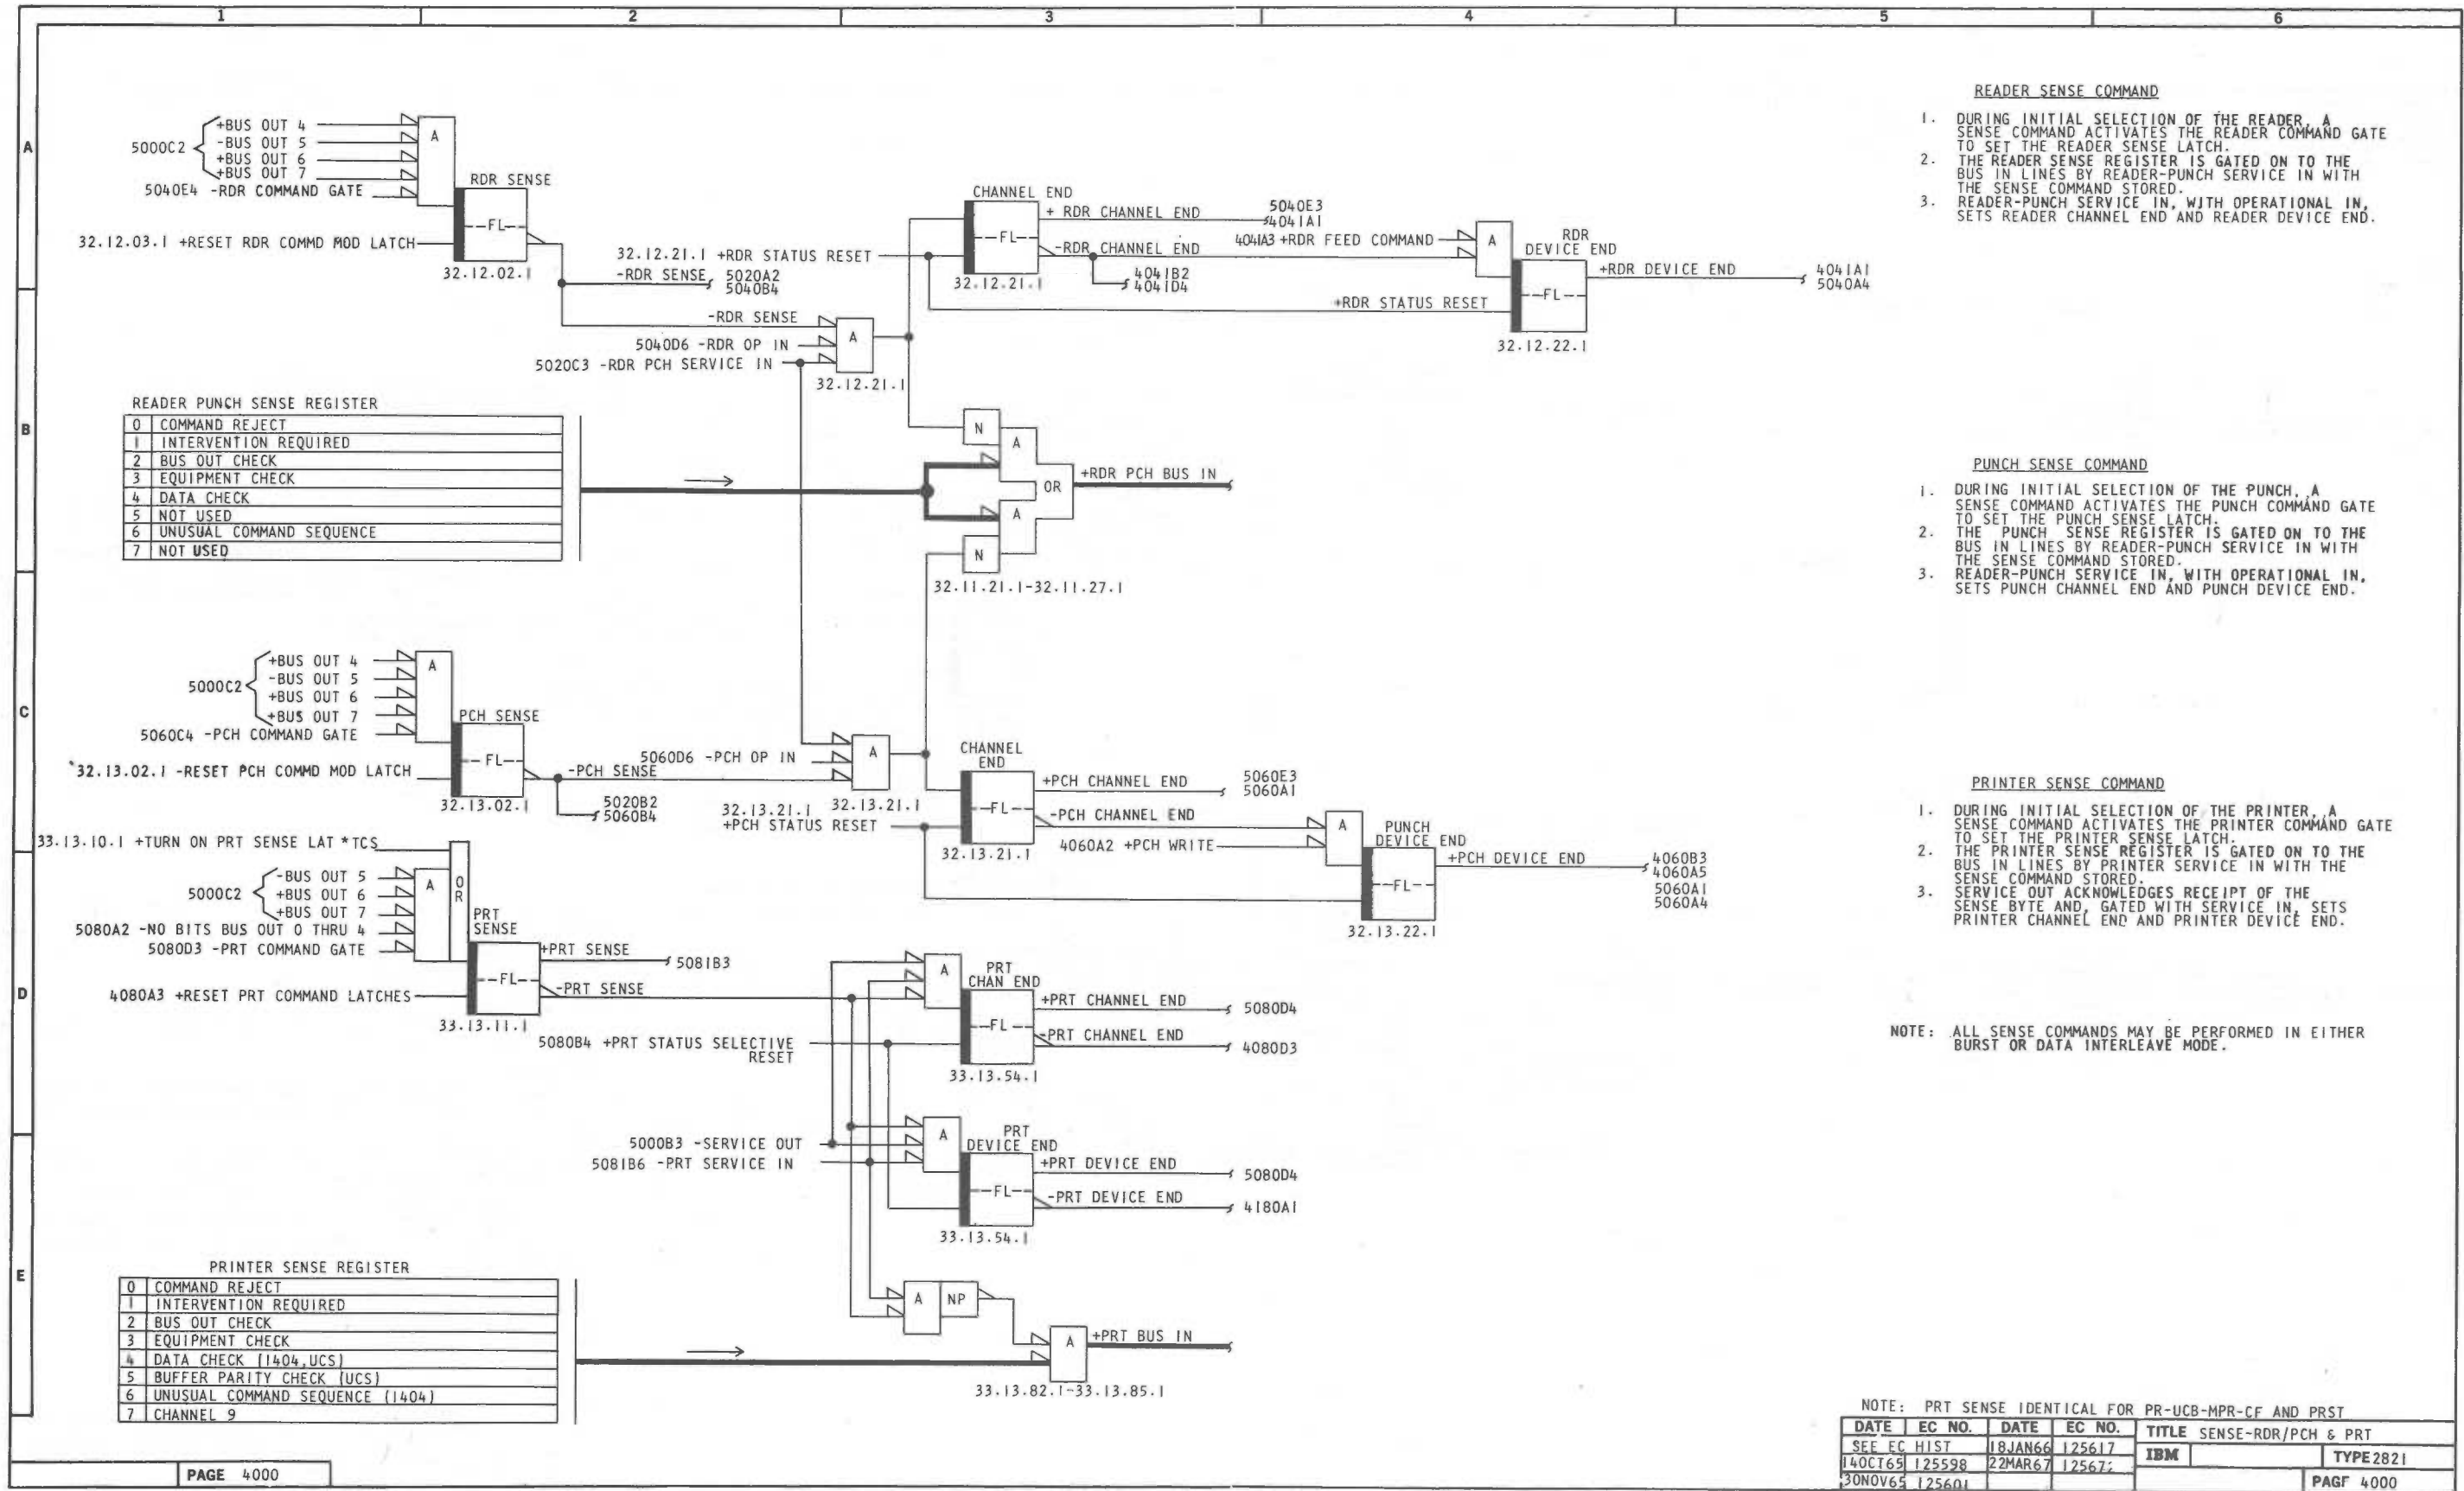 1 2 3 4 5 6
A
B
C
D
E
5000C2
+BUS OUT 4
-BUS OUT 5
+BUS OUT 6
+BUS OUT 7
5040E4 -RDR COMMAND GATE
A
RDR SENSE
--FL--
32.12.03.1 +RESET RDR COMMD MOD LATCH
32.12.02.1
-RDR SENSE 5020A2
5040B4
32.12.21.1 +RDR STATUS RESET
CHANNEL END
--FL--
32.12.21.1
+ RDR CHANNEL END 5040E3
4041A1
-RDR CHANNEL END
4041B2
4041D4
4041A3 +RDR FEED COMMAND
A
RDR
DEVICE END
--FL--
+RDR DEVICE END 4041A1
5040A4
+RDR STATUS RESET
32.12.22.1
-RDR SENSE
5040D6 -RDR OP IN
5020C3 -RDR PCH SERVICE IN
A
32.12.21.1
READER PUNCH SENSE REGISTER
0 COMMAND REJECT
1 INTERVENTION REQUIRED
2 BUS OUT CHECK
3 EQUIPMENT CHECK
4 DATA CHECK
5 NOT USED
6 UNUSUAL COMMAND SEQUENCE
7 NOT USED
N
A
OR
A
N
+RDR PCH BUS IN
32.11.21.1-32.11.27.1
5000C2
+BUS OUT 4
-BUS OUT 5
+BUS OUT 6
+BUS OUT 7
5060C4 -PCH COMMAND GATE
A
PCH SENSE
--FL--
32.13.02.1 -RESET PCH COMMD MOD LATCH
32.13.02.1
-PCH SENSE
5020B2
5060B4
5060D6 -PCH OP IN
A
32.13.21.1
32.13.21.1
+PCH STATUS RESET
CHANNEL
END
--FL--
32.13.21.1
+PCH CHANNEL END 5060E3
5060A1
-PCH CHANNEL END
4060A2 +PCH WRITE
A
PUNCH
DEVICE END
--FL--
+PCH DEVICE END 4060B3
4060A5
5060A1
5060A4
32.13.22.1
33.13.10.1 +TURN ON PRT SENSE LAT *TCS
5000C2
-BUS OUT 5
+BUS OUT 6
+BUS OUT 7
5080A2 -NO BITS BUS OUT 0 THRU 4
5080D3 -PRT COMMAND GATE
A
OR
PRT
SENSE
--FL--
4080A3 +RESET PRT COMMAND LATCHES
33.13.11.1
+PRT SENSE 5081B3
-PRT SENSE
5080B4 +PRT STATUS SELECTIVE
RESET
A
PRT
CHAN END
--FL--
+PRT CHANNEL END 5080D4
-PRT CHANNEL END 4080D3
33.13.54.1
5000B3 -SERVICE OUT
5081B6 -PRT SERVICE IN
A
PRT
DEVICE END
--FL--
+PRT DEVICE END 5080D4
-PRT DEVICE END 4180A1
33.13.54.1
PRINTER SENSE REGISTER
0 COMMAND REJECT
1 INTERVENTION REQUIRED
2 BUS OUT CHECK
3 EQUIPMENT CHECK
4 DATA CHECK (1404,UCS)
5 BUFFER PARITY CHECK (UCS)
6 UNUSUAL COMMAND SEQUENCE (1404)
7 CHANNEL 9
A NP
A
+PRT BUS IN
33.13.82.1-33.13.85.1
READER SENSE COMMAND
1. DURING INITIAL SELECTION OF THE READER, A
SENSE COMMAND ACTIVATES THE READER COMMAND GATE
TO SET THE READER SENSE LATCH.
2. THE READER SENSE REGISTER IS GATED ON TO THE
BUS IN LINES BY READER-PUNCH SERVICE IN WITH
THE SENSE COMMAND STORED.
3. READER-PUNCH SERVICE IN, WITH OPERATIONAL IN,
SETS READER CHANNEL END AND READER DEVICE END.
PUNCH SENSE COMMAND
1. DURING INITIAL SELECTION OF THE PUNCH, A
SENSE COMMAND ACTIVATES THE PUNCH COMMAND GATE
TO SET THE PUNCH SENSE LATCH.
2. THE PUNCH SENSE REGISTER IS GATED ON TO THE
BUS IN LINES BY READER-PUNCH SERVICE IN WITH
THE SENSE COMMAND STORED.
3. READER-PUNCH SERVICE IN, WITH OPERATIONAL IN,
SETS PUNCH CHANNEL END AND PUNCH DEVICE END.
PRINTER SENSE COMMAND
1. DURING INITIAL SELECTION OF THE PRINTER, A
SENSE COMMAND ACTIVATES THE PRINTER COMMAND GATE
TO SET THE PRINTER SENSE LATCH.
2. THE PRINTER SENSE REGISTER IS GATED ON TO THE
BUS IN LINES BY PRINTER SERVICE IN WITH THE
SENSE COMMAND STORED.
3. SERVICE OUT ACKNOWLEDGES RECEIPT OF THE
SENSE BYTE AND, GATED WITH SERVICE IN, SETS
PRINTER CHANNEL END AND PRINTER DEVICE END.
NOTE: ALL SENSE COMMANDS MAY BE PERFORMED IN EITHER
BURST OR DATA INTERLEAVE MODE.
NOTE: PRT SENSE IDENTICAL FOR PR-UCB-MPR-CF AND PRST
DATE EC NO. DATE EC NO. TITLE SENSE-RDR/PCH & PRT
SEE EC HIST 18JAN66 125617 IBM TYPE 2821
14OCT65 125598 22MAR67
30NOV65 125601 PAGE 4000
PAGE 4000